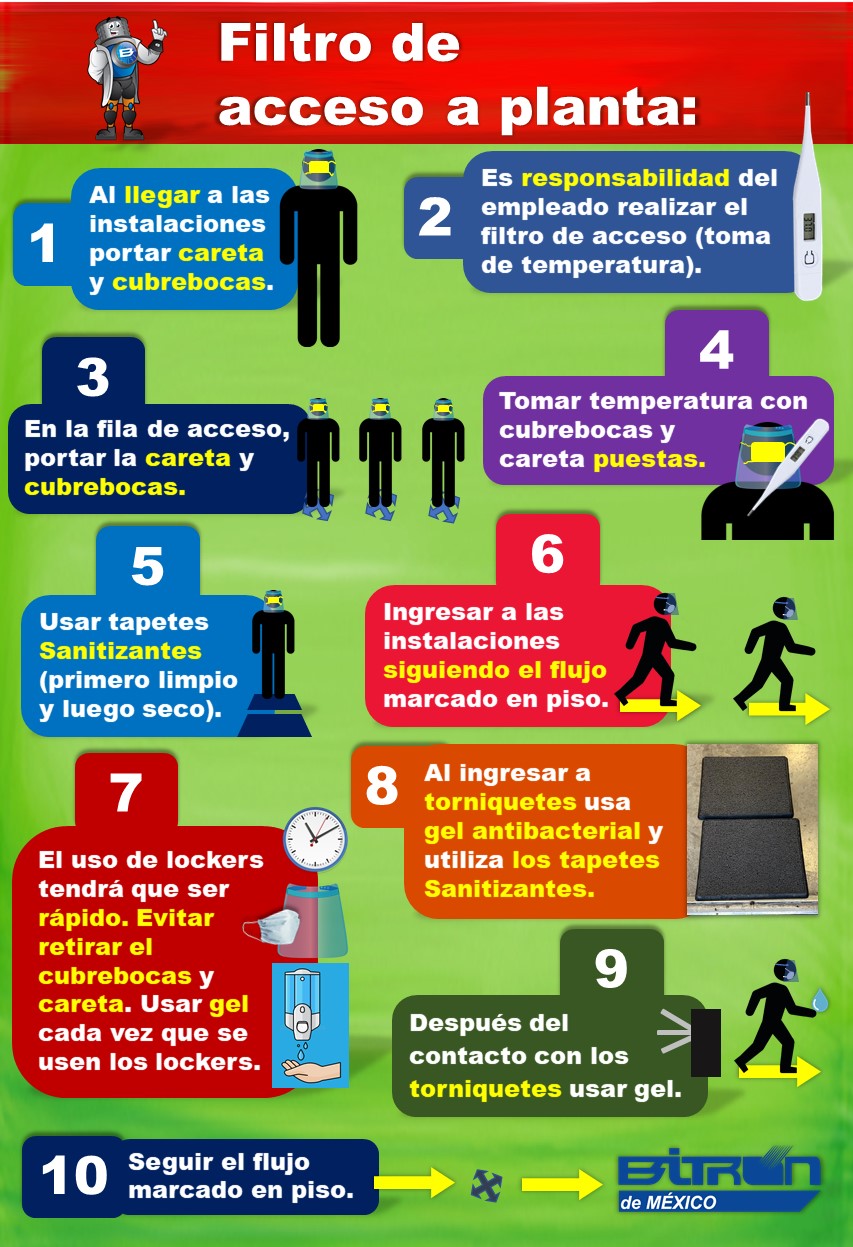 Filtro de
acceso a planta:
1
Al llegar a las
instalaciones
portar careta
y cubrebocas.
2
Es responsabilidad del
empleado realizar el
filtro de acceso (toma
de temperatura).
3
En la fila de acceso,
portar la careta y
cubrebocas.
4
Tomar temperatura con
cubrebocas y
careta puestas.
5
Usar tapetes
Sanitizantes
(primero limpio
y luego seco).
6
Ingresar a las
instalaciones
siguiendo el flujo
marcado en piso.
7
El uso de lockers
tendrá que ser
rápido. Evitar
retirar el
cubrebocas y
careta. Usar gel
cada vez que se
usen los lockers.
8
Al ingresar a
torniquetes usa
gel antibacterial y
utiliza los tapetes
Sanitizantes.
9
Después del
contacto con los
torniquetes usar gel.
10
Seguir el flujo
marcado en piso.
BITRON
de MÉXICO